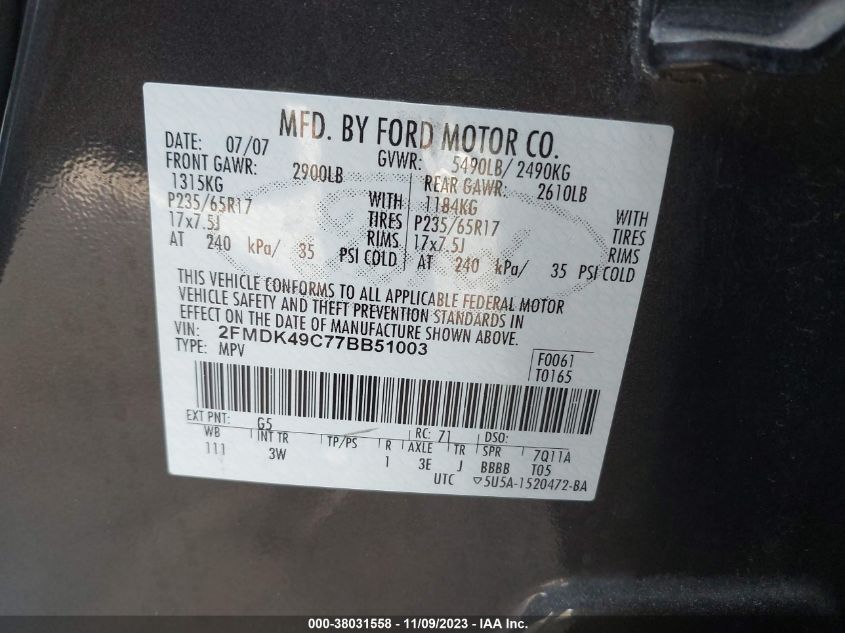 MFD. BY FORD MOTOR CO.
DATE: 07/07 GVWR: 5490LB/ 2490KG
FRONT GAWR: 2900LB REAR GAWR: 2610LB
1315KG WITH 1184KG WITH
P235/65R17 TIRES P235/65R17 TIRES
17x7.5J RIMS 17x7.5J RIMS
AT 240 kPa/ 35 PSI COLD AT 240 kPa/ 35 PSI COLD
THIS VEHICLE CONFORMS TO ALL APPLICABLE FEDERAL MOTOR
VEHICLE SAFETY AND THEFT PREVENTION STANDARDS IN
EFFECT ON THE DATE OF MANUFACTURE SHOWN ABOVE.
VIN: 2FMDK49C77BB51003
TYPE: MPV
F0061
T0165
EXT PNT: G5 RC: 71 DSO:
WB INT TR TP/PS R AXLE TR SPR 7Q11A
111 3W 1 3E J BBBB T05
UTC ▽5U5A-1520472-BA
000-38031558 - 11/09/2023 - IAA Inc.